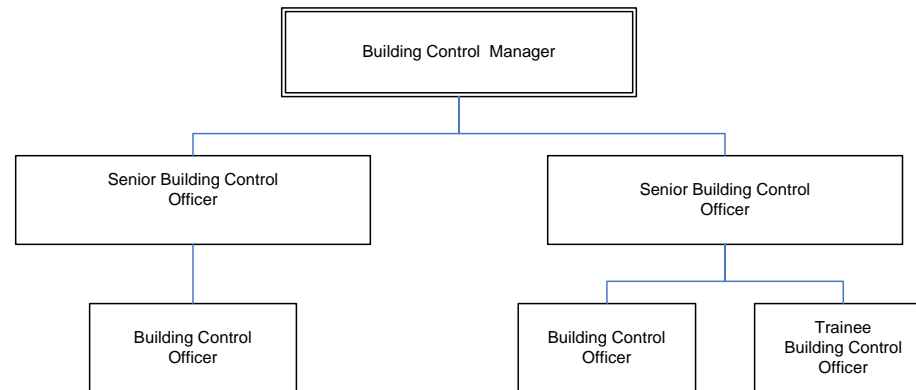 Building Control  Manager
Senior Building Control
Officer
Senior Building Control
Officer
Building Control
Officer
Building Control
Officer
Trainee
Building Control
Officer